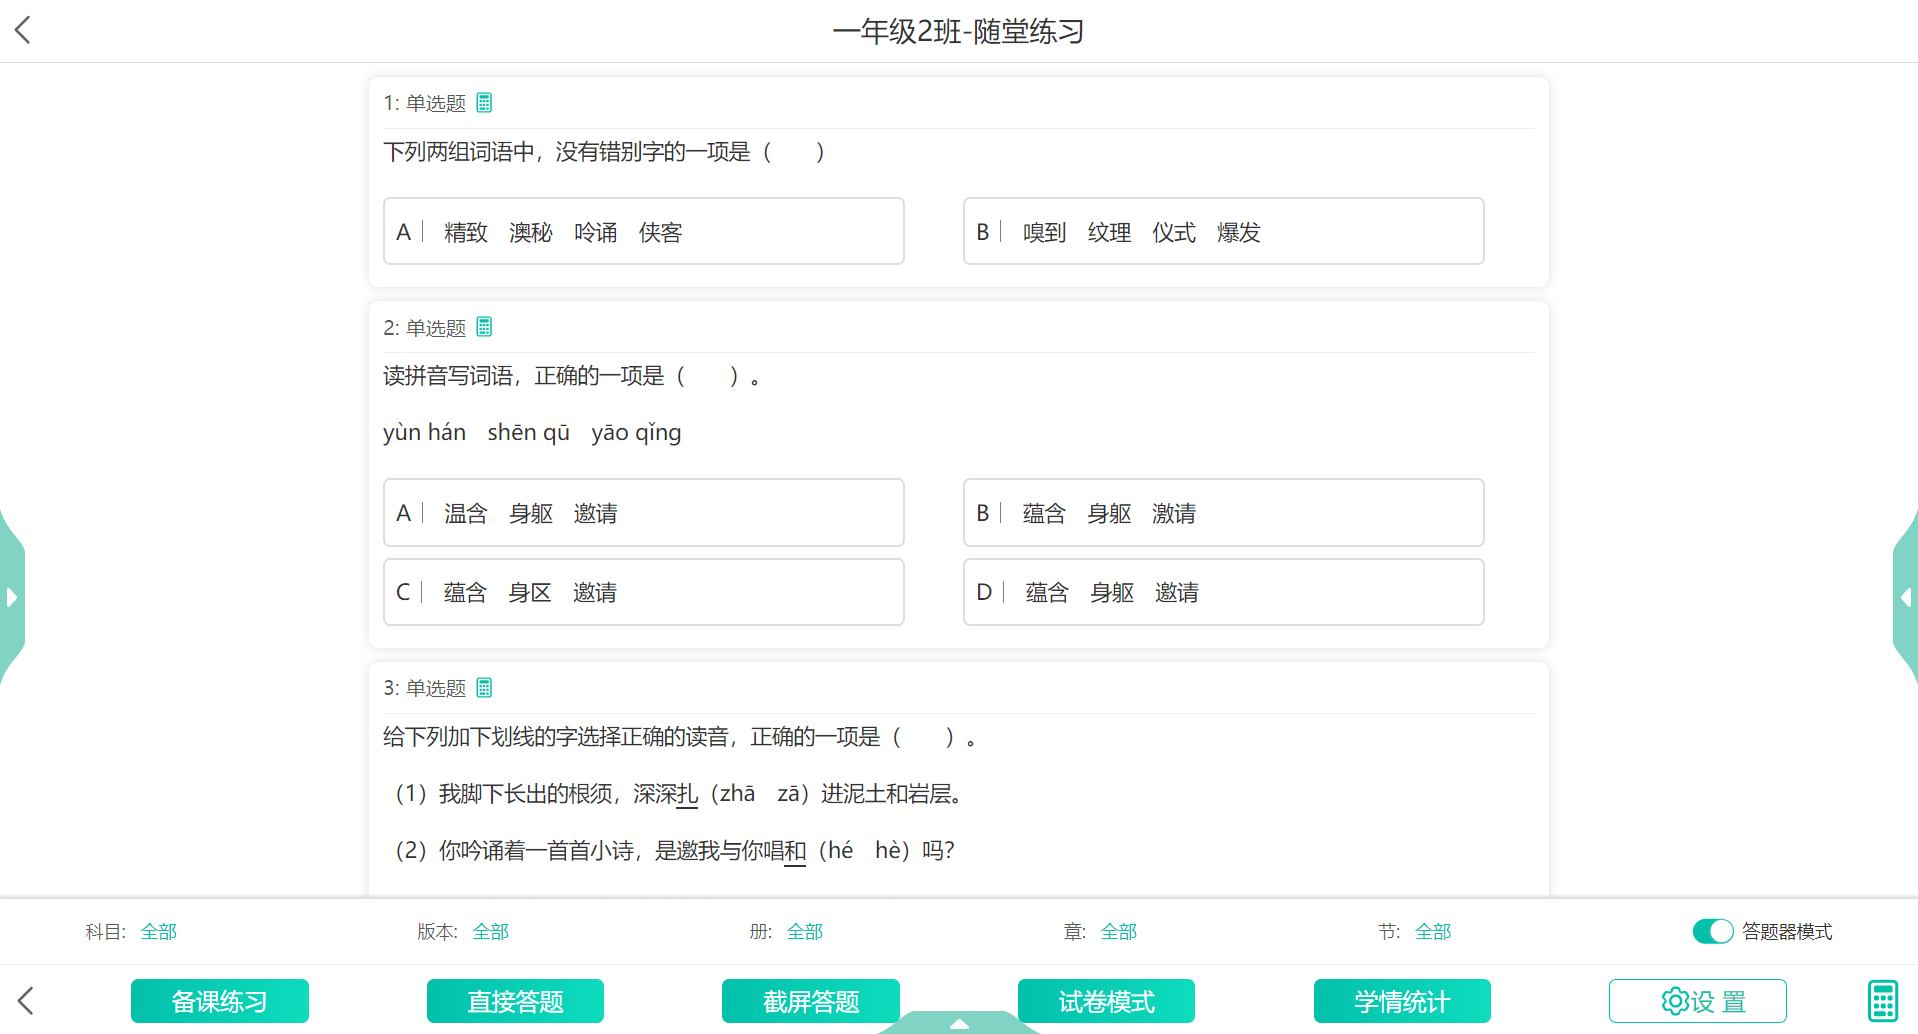 一年级2班-随堂练习
1: 单选题
下列两组词语中，没有错别字的一项是（　　）
A 精致　澳秘　呤诵　侠客
B 嗅到　纹理　仪式　爆发
2: 单选题
读拼音写词语，正确的一项是（　　）。
yùn hán　shēn qū　yāo qǐng
A 温含　身躯　邀请
B 蕴含　身躯　激请
C 蕴含　身区　邀请
D 蕴含　身躯　邀请
3: 单选题
给下列加下划线的字选择正确的读音，正确的一项是（　　）。
（1）我脚下长出的根须，深深扎（zhā　zā）进泥土和岩层。
（2）你吟诵着一首首小诗，是邀我与你唱和（hé　hè）吗？
科目: 全部　版本: 全部　册: 全部　章: 全部　节: 全部　答题器模式
备课练习　直接答题　截屏答题　试卷模式　学情统计　设 置